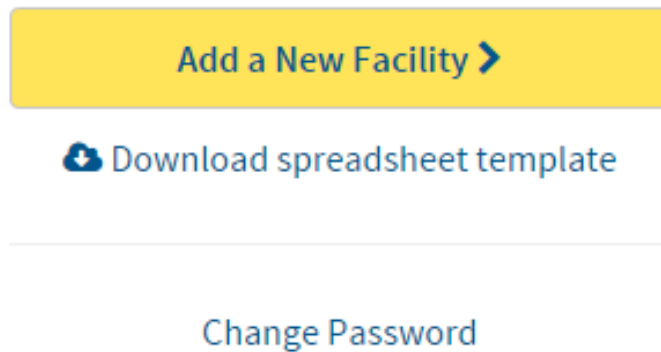 Add a New Facility
Download spreadsheet template
Change Password